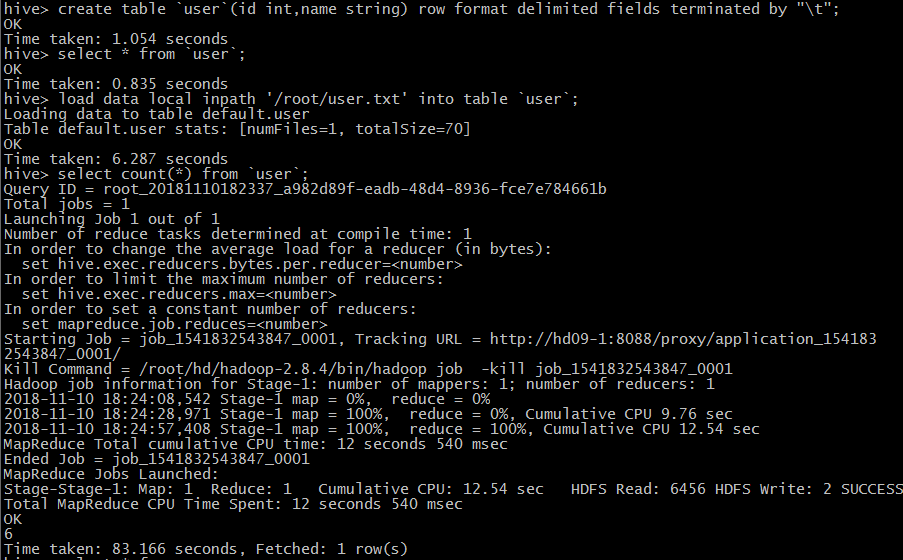 hive> create table `user`(id int,name string) row format delimited fields terminated by "\t";
OK
Time taken: 1.054 seconds
hive> select * from `user`;
OK
Time taken: 0.835 seconds
hive> load data local inpath '/root/user.txt' into table `user`;
Loading data to table default.user
Table default.user stats: [numFiles=1, totalSize=70]
OK
Time taken: 6.287 seconds
hive> select count(*) from `user`;
Query ID = root_20181110182337_a982d89f-eadb-48d4-8936-fce7e784661b
Total jobs = 1
Launching Job 1 out of 1
Number of reduce tasks determined at compile time: 1
In order to change the average load for a reducer (in bytes):
  set hive.exec.reducers.bytes.per.reducer=<number>
In order to limit the maximum number of reducers:
  set hive.exec.reducers.max=<number>
In order to set a constant number of reducers:
  set mapreduce.job.reduces=<number>
Starting Job = job_1541832543847_0001, Tracking URL = http://hd09-1:8088/proxy/application_154183
2543847_0001/
Kill Command = /root/hd/hadoop-2.8.4/bin/hadoop job  -kill job_1541832543847_0001
Hadoop job information for Stage-1: number of mappers: 1; number of reducers: 1
2018-11-10 18:24:08,542 Stage-1 map = 0%,  reduce = 0%
2018-11-10 18:24:28,971 Stage-1 map = 100%,  reduce = 0%, Cumulative CPU 9.76 sec
2018-11-10 18:24:57,408 Stage-1 map = 100%,  reduce = 100%, Cumulative CPU 12.54 sec
MapReduce Total cumulative CPU time: 12 seconds 540 msec
Ended Job = job_1541832543847_0001
MapReduce Jobs Launched:
Stage-Stage-1: Map: 1  Reduce: 1   Cumulative CPU: 12.54 sec   HDFS Read: 6456 HDFS Write: 2 SUCCESS
Total MapReduce CPU Time Spent: 12 seconds 540 msec
OK
6
Time taken: 83.166 seconds, Fetched: 1 row(s)